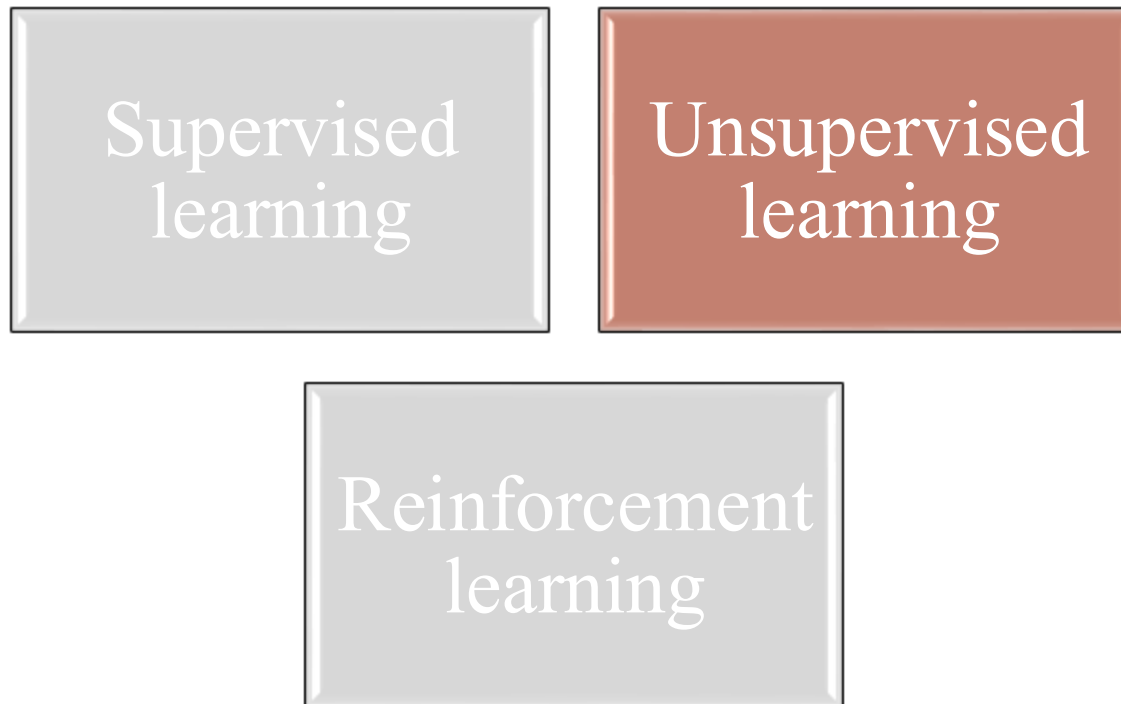 Supervised
learning
Unsupervised
learning
Reinforcement
learning